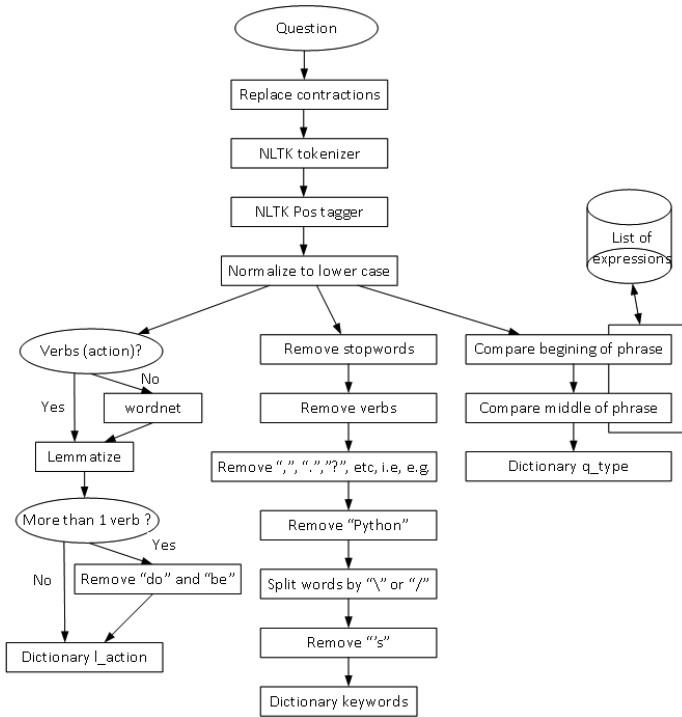 Question
Replace contractions
NLTK tokenizer
NLTK Pos tagger
List of
expressions
Normalize to lower case
Verbs (action)?
Remove stopwords
Compare begining of phrase
No
Yes
wordnet
Remove verbs
Compare middle of phrase
Lemmatize
Remove “,”, “.”,”?”, etc, i.e, e.g.
Dictionary q_type
More than 1 verb ?
Remove “Python”
Yes
No
Remove “do” and “be”
Split words by “\” or “/”
Remove “’s”
Dictionary l_action
Dictionary keywords